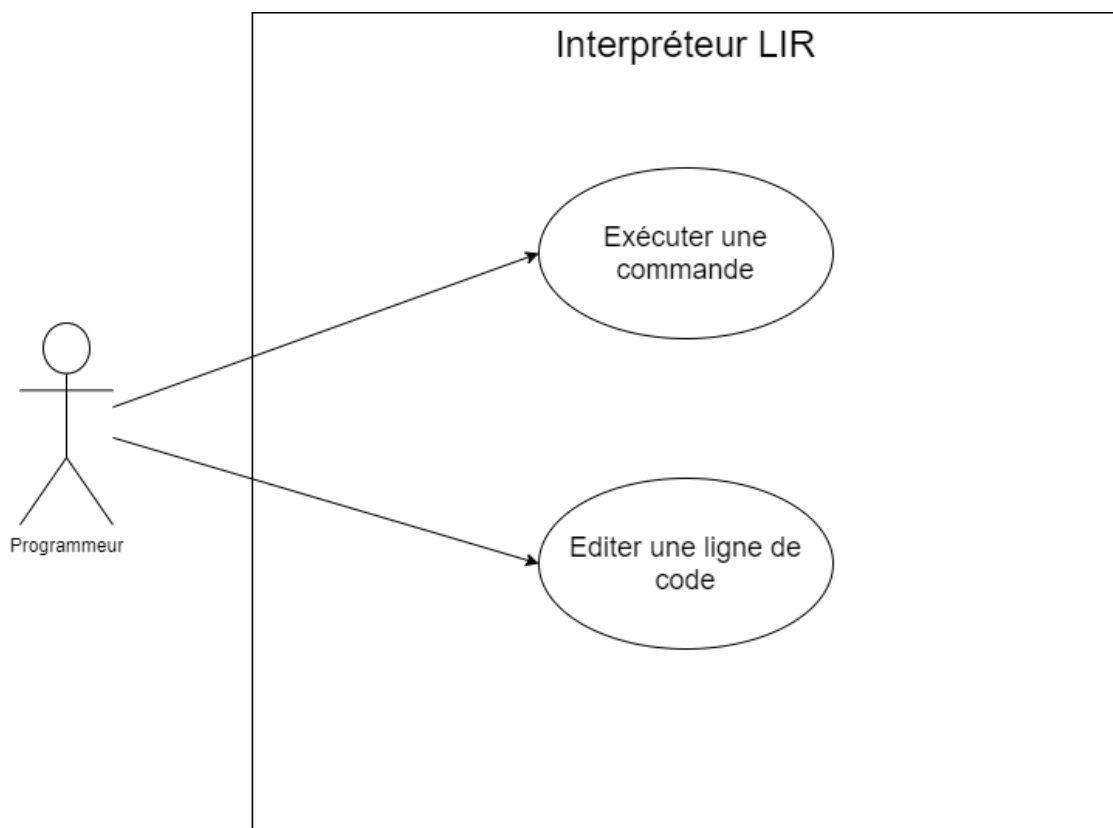 Interpréteur LIR
Exécuter une
commande
Programmeur
Editer une ligne de
code